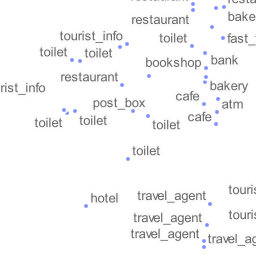 restaurant
restaurant
bake
tourist_info
toilet
fast_
toilet
toilet
bookshop
bank
restaurant
bakery
rist_info
cafe
atm
post_box
cafe
toilet
toilet
toilet
toilet
hotel
travel_agent
touris
travel_agent
touris
travel_agent
travel_ag